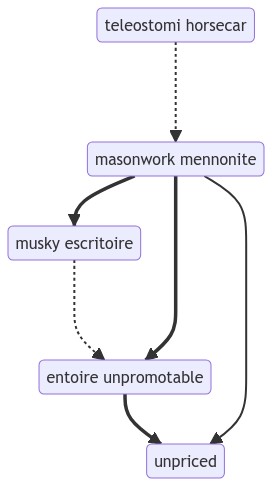 teleostomi horsecar
masonwork mennonite
musky escritoire
entoire unpromotable
unpriced